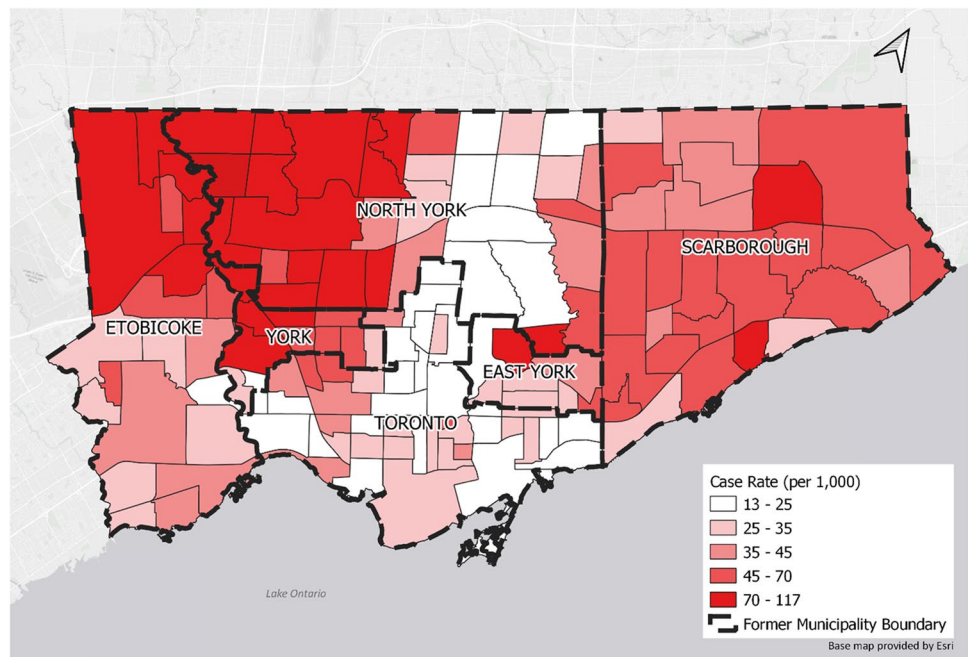 NORTH YORK
SCARBOROUGH
ETOBICOKE
YORK
EAST YORK
TORONTO
Case Rate (per 1,000)
13 - 25
25 - 35
35 - 45
45 - 70
70 - 117
Former Municipality Boundary
Lake Ontario
Base map provided by Esri